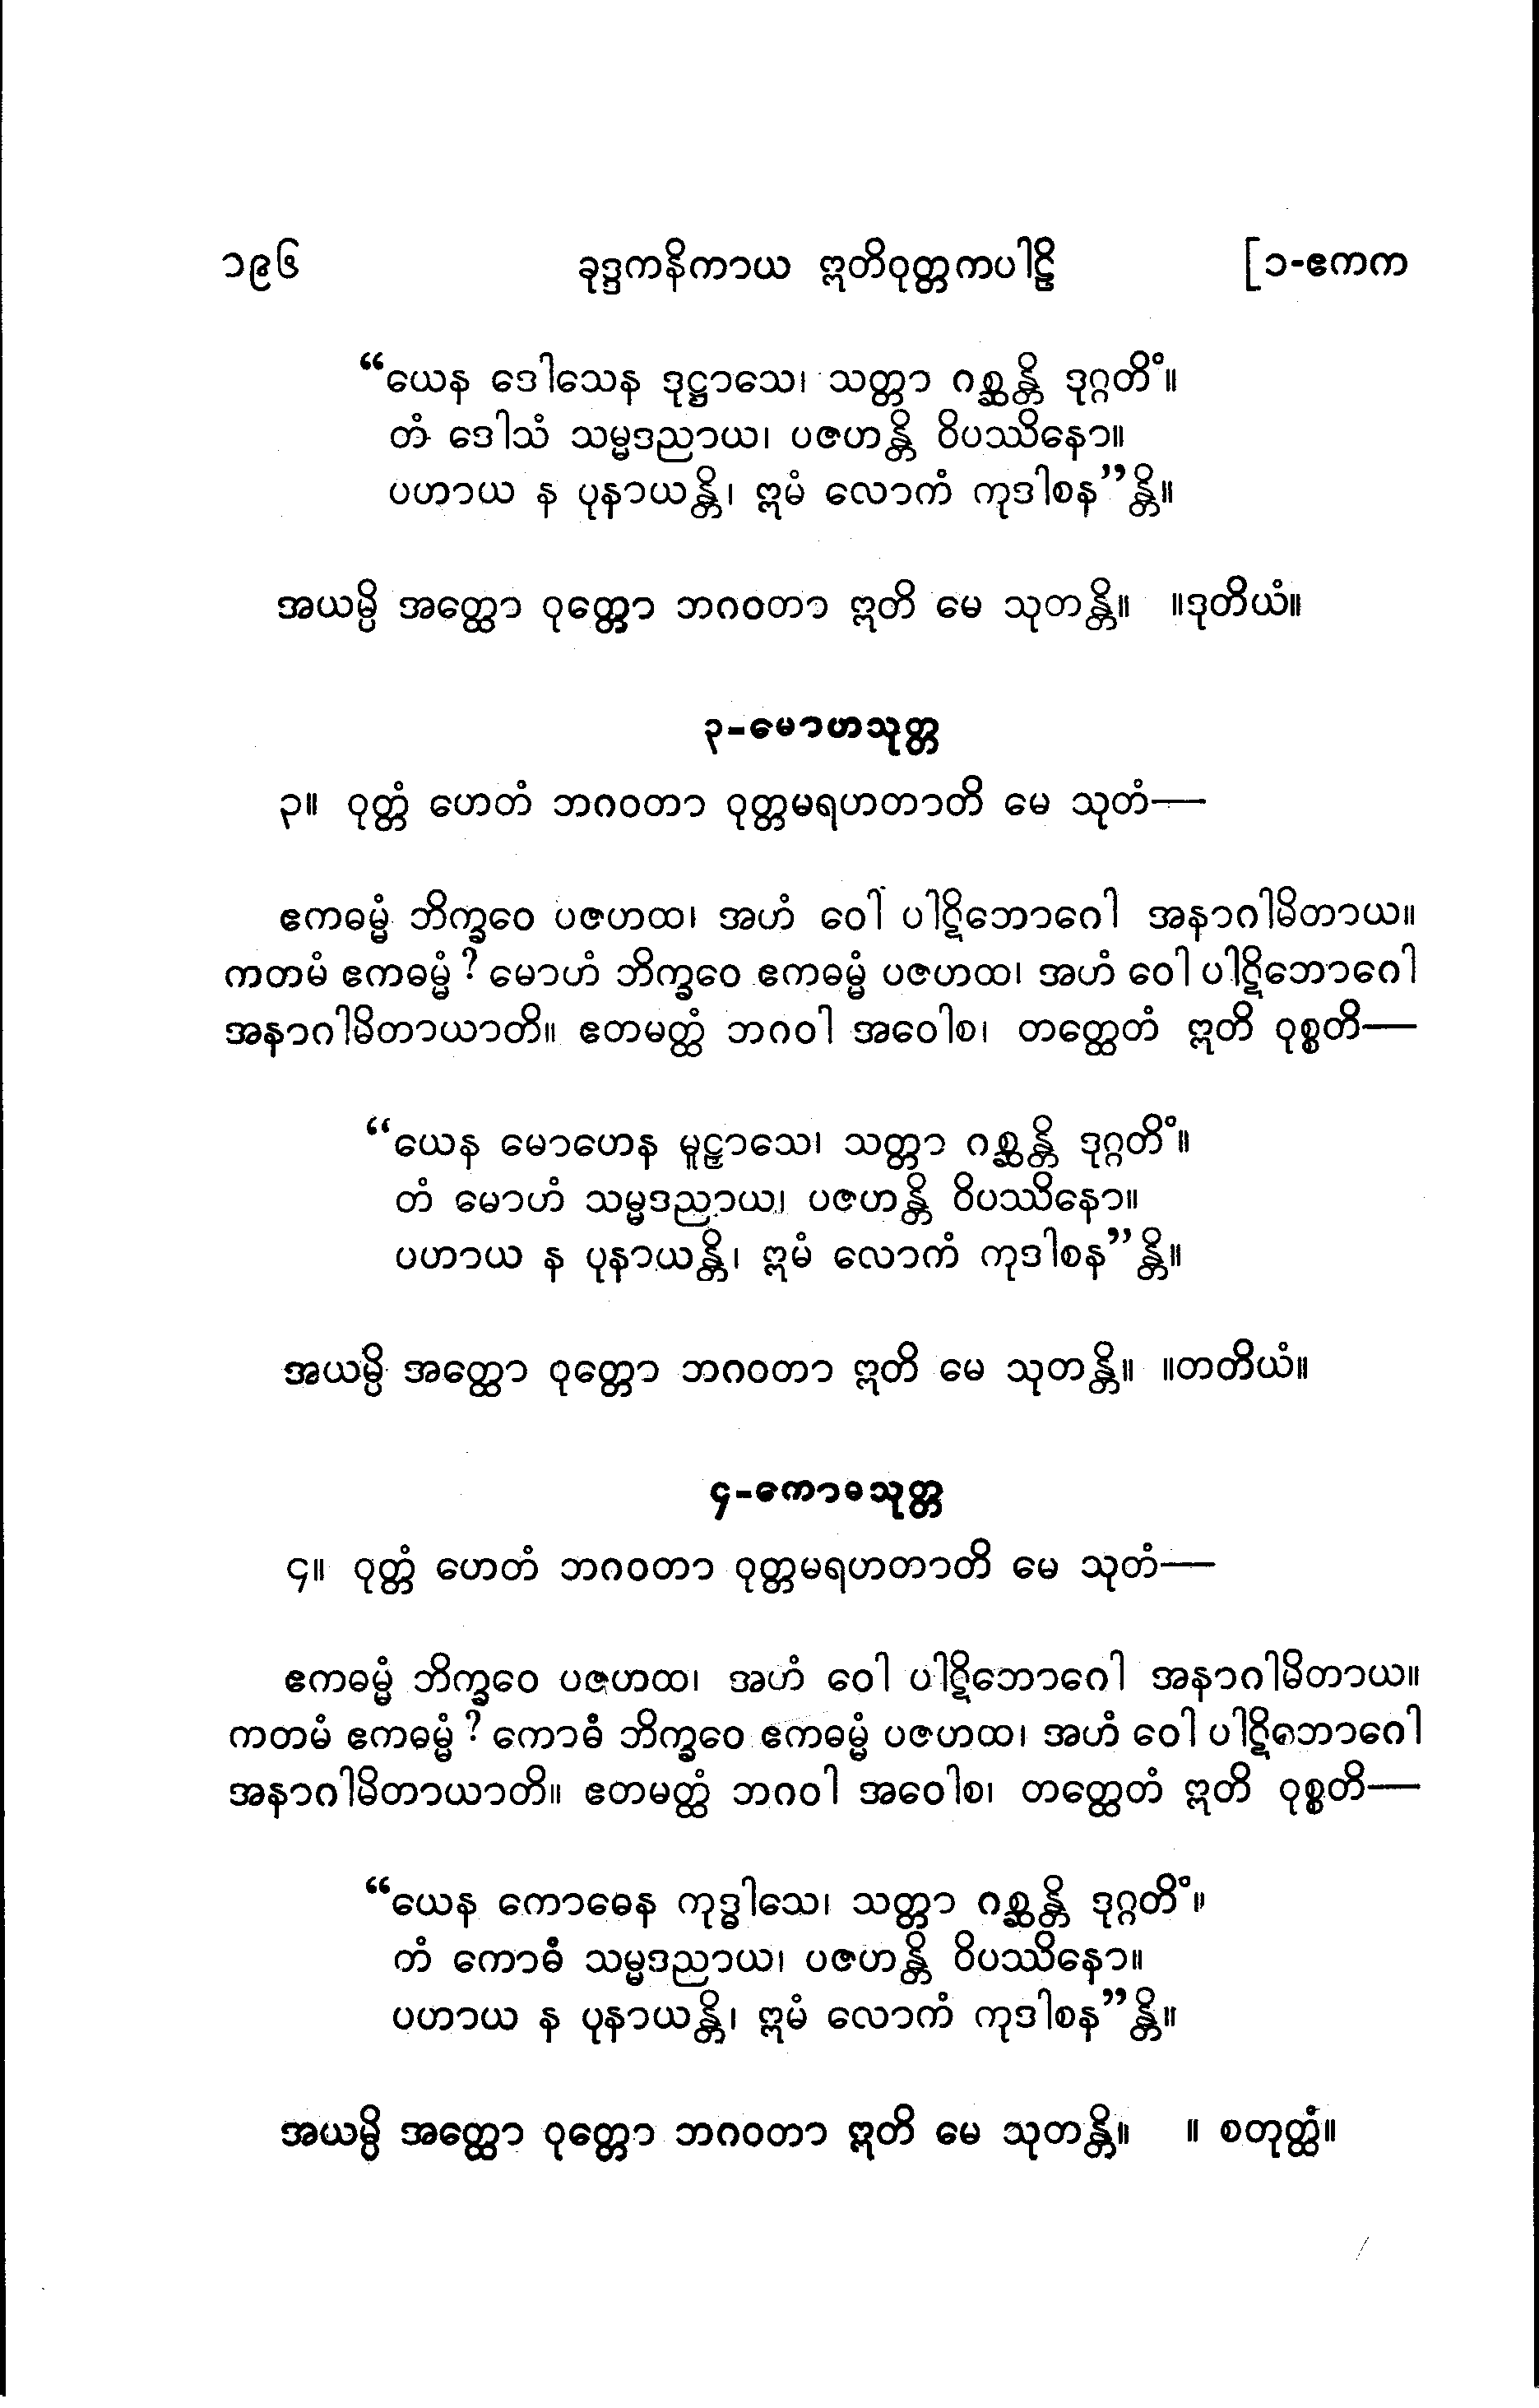 ၁၉၆ ခုဒ္ဒကနိကာယ ဣတိဝုတ္တကပါဠိ [၁-ဧကက
“ယေန ဒေါသေန ဒုဋ္ဌာသေ၊ သတ္တာ ဂစ္ဆန္တိ ဒုဂ္ဂတိံ။
တံ ဒေါသံ သမ္မဒညာယ၊ ပဇဟန္တိ ဝိပဿိနော။
ပဟာယ န ပုနာယန္တိ၊ ဣမံ လောကံ ကုဒါစန”န္တိ။
အယမ္ပိ အတ္ထော ဝုတ္တော ဘဂဝတာ ဣတိ မေ သုတန္တိ။ ။ဒုတိယံ။
၃-မောဟသုတ္တ
၃။ ဝုတ္တံ ဟေတံ ဘဂဝတာ ဝုတ္တမရဟတာတိ မေ သုတံ—
ဧကဓမ္မံ ဘိက္ခဝေ ပဇဟထ၊ အဟံ ဝေါ ပါဋိဘောဂေါ အနာဂါမိတာယ။
ကတမံ ဧကဓမ္မံ ? မောဟံ ဘိက္ခဝေ ဧကဓမ္မံ ပဇဟထ၊ အဟံ ဝေါ ပါဋိဘောဂေါ
အနာဂါမိတာယာတိ။ ဧတမတ္ထံ ဘဂဝါ အဝေါစ၊ တတ္ထေတံ ဣတိ ဝုစ္စတိ—
“ယေန မောဟေန မူဠှာသေ၊ သတ္တာ ဂစ္ဆန္တိ ဒုဂ္ဂတိံ။
တံ မောဟံ သမ္မဒညာယ၊ ပဇဟန္တိ ဝိပဿိနော။
ပဟာယ န ပုနာယန္တိ၊ ဣမံ လောကံ ကုဒါစန”န္တိ။
အယမ္ပိ အတ္ထော ဝုတ္တော ဘဂဝတာ ဣတိ မေ သုတန္တိ။ ။တတိယံ။
၄-ကောဓသုတ္တ
၄။ ဝုတ္တံ ဟေတံ ဘဂဝတာ ဝုတ္တမရဟတာတိ မေ သုတံ—
ဧကဓမ္မံ ဘိက္ခဝေ ပဇဟထ၊ အဟံ ဝေါ ပါဋိဘောဂေါ အနာဂါမိတာယ။
ကတမံ ဧကဓမ္မံ ? ကောဓံ ဘိက္ခဝေ ဧကဓမ္မံ ပဇဟထ၊ အဟံ ဝေါ ပါဋိဘောဂေါ
အနာဂါမိတာယာတိ။ ဧတမတ္ထံ ဘဂဝါ အဝေါစ၊ တတ္ထေတံ ဣတိ ဝုစ္စတိ—
“ယေန ကောဓေန ကုဒ္ဓါသေ၊ သတ္တာ ဂစ္ဆန္တိ ဒုဂ္ဂတိံ။
ကံ ကောဓံ သမ္မဒညာယ၊ ပဇဟန္တိ ဝိပဿိနော။
ပဟာယ န ပုနာယန္တိ၊ ဣမံ လောကံ ကုဒါစန”န္တိ။
အယမ္ပိ အတ္ထော ဝုတ္တော ဘဂဝတာ ဣတိ မေ သုတန္တိ။ ။ စတုတ္ထံ။